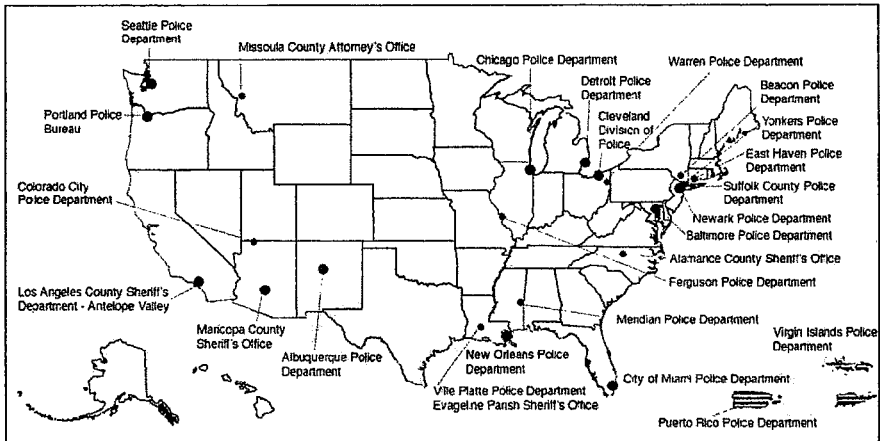 Seattle Police
Department
Missoula County Attorney's Office
Chicago Police Department
Warren Police Department
Detroit Police
Department
Beacon Police
Department
Portland Police
Bureau
Cleveland
Division of
Police
Yonkers Police
Department
East Haven Police
Department
Colorado City
Police Department
Suffolk County Police
Department
Newark Police Department
Baltimore Police Department
Alamance County Sheriff's Office
Ferguson Police Department
Los Angeles County Sheriff's
Department - Antelope Valley
Maricopa County
Sheriff's Office
Meridian Police Department
Albuquerque Police
Department
New Orleans Police
Department
Virgin Islands Police
Department
Ville Platte Police Department
Evageline Parish Sheriff's Office
City of Miami Police Department
Puerto Rico Police Department